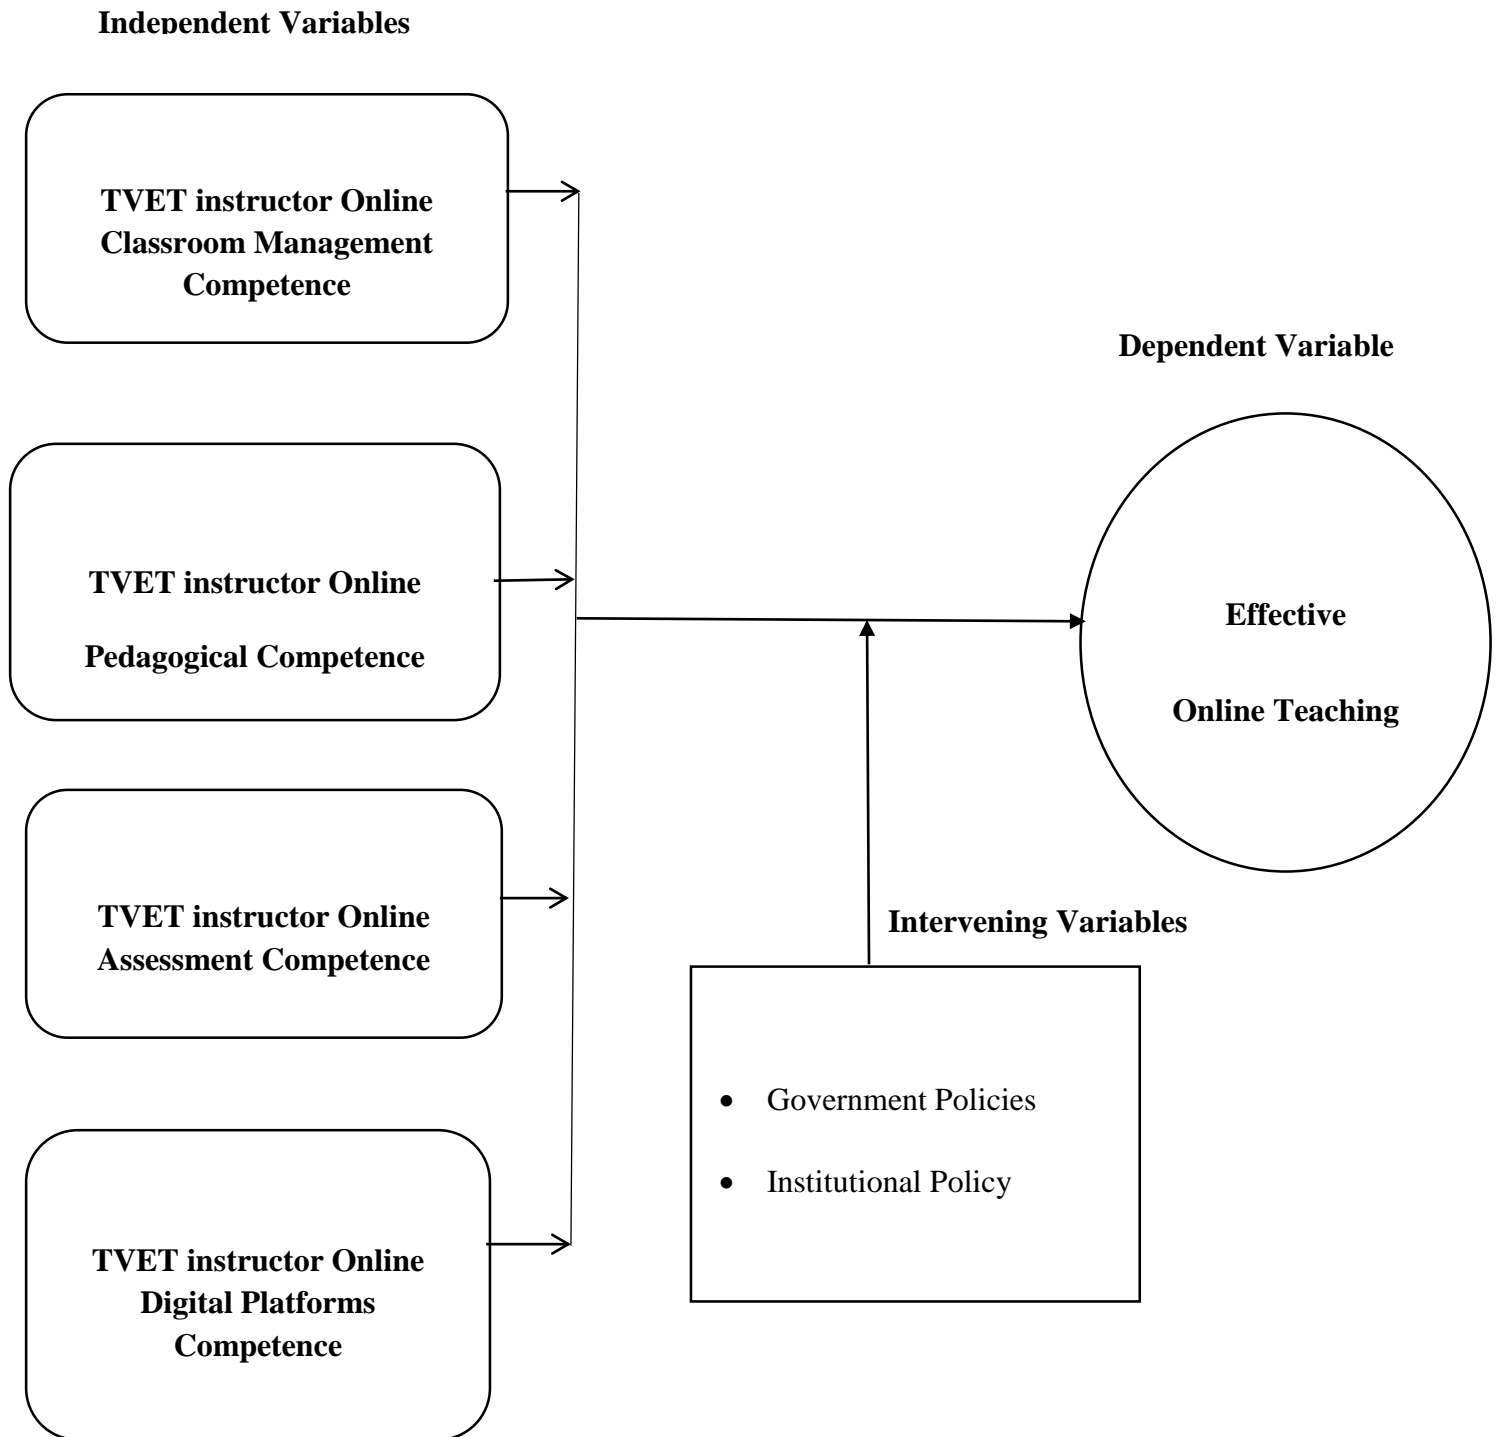 Independent Variables
TVET instructor Online
Classroom Management
Competence
Dependent Variable
TVET instructor Online
Pedagogical Competence
Effective
Online Teaching
TVET instructor Online
Assessment Competence
Intervening Variables
• Government Policies
• Institutional Policy
TVET instructor Online
Digital Platforms
Competence